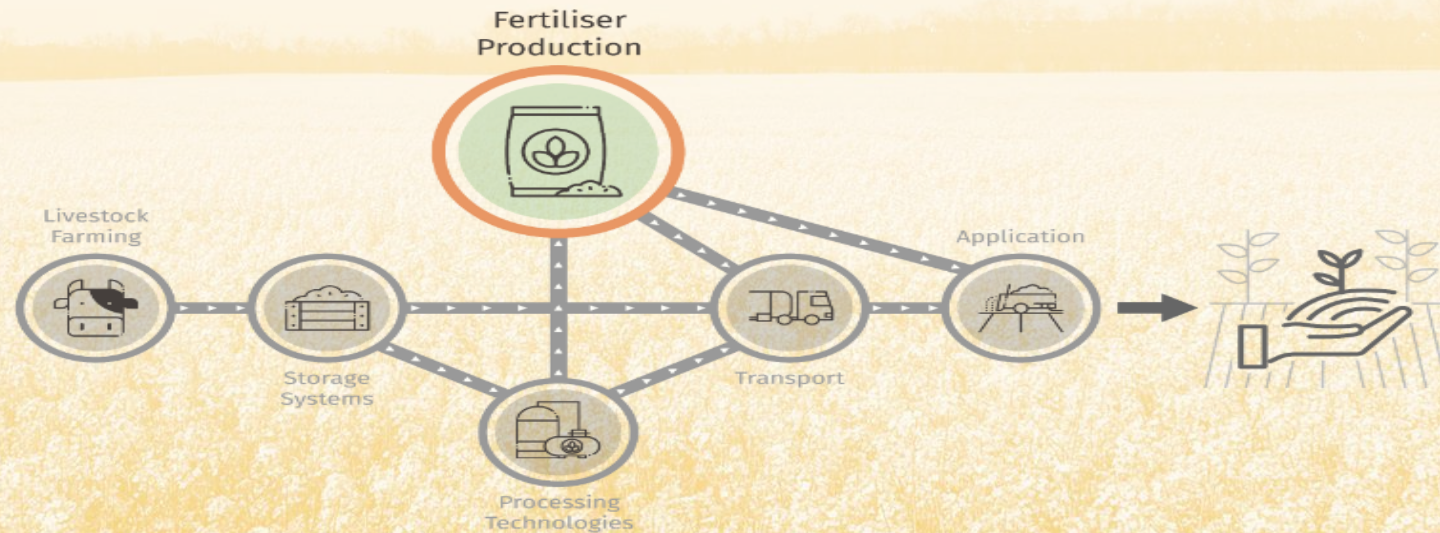 Fertiliser
Production
Livestock
Farming
Application
Storage
Systems
Transport
Processing
Technologies